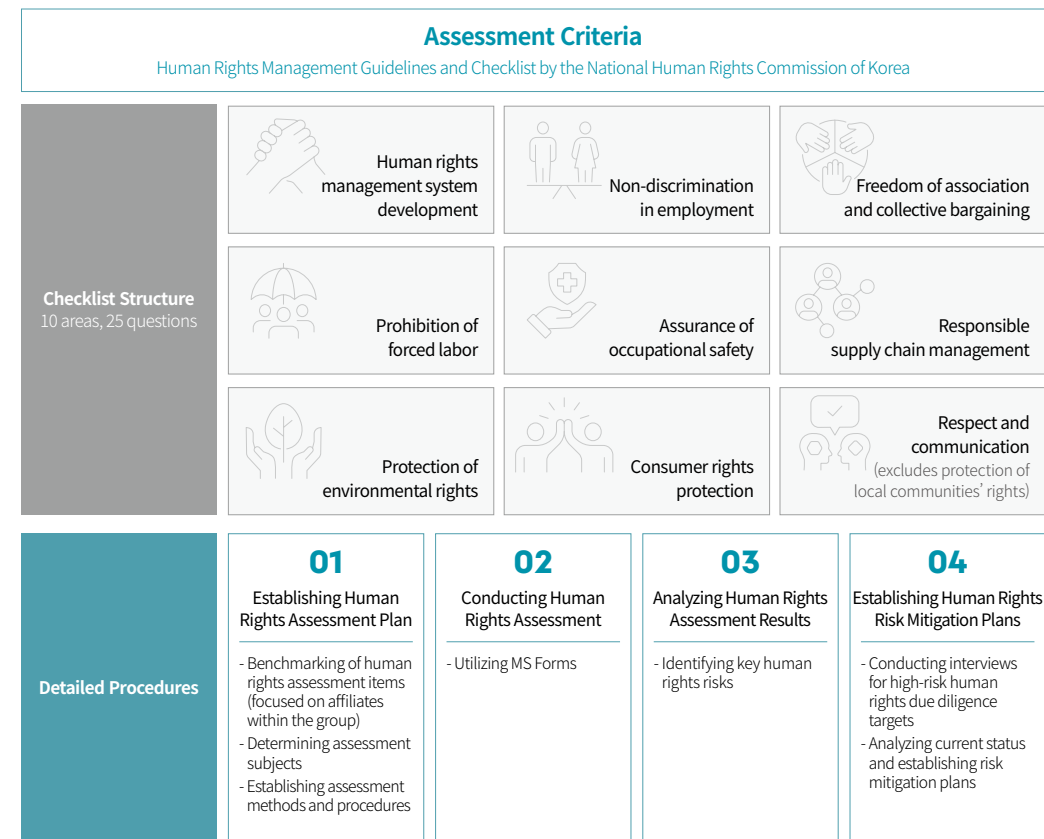 Assessment Criteria
Human Rights Management Guidelines and Checklist by the National Human Rights Commission of Korea
Checklist Structure
10 areas, 25 questions
Human rights
management system
development
Non-discrimination
in employment
Freedom of association
and collective bargaining
Prohibition of
forced labor
Assurance of
occupational safety
Responsible
supply chain management
Protection of
environmental rights
Consumer rights
protection
Respect and
communication
(excludes protection of
local communities’ rights)
Detailed Procedures
01
Establishing Human
Rights Assessment Plan
- Benchmarking of human
rights assessment items
(focused on affiliates
within the group)
- Determining assessment
subjects
- Establishing assessment
methods and procedures
02
Conducting Human
Rights Assessment
- Utilizing MS Forms
03
Analyzing Human Rights
Assessment Results
- Identifying key human
rights risks
04
Establishing Human Rights
Risk Mitigation Plans
- Conducting interviews
for high-risk human
rights due diligence
targets
- Analyzing current status
and establishing risk
mitigation plans